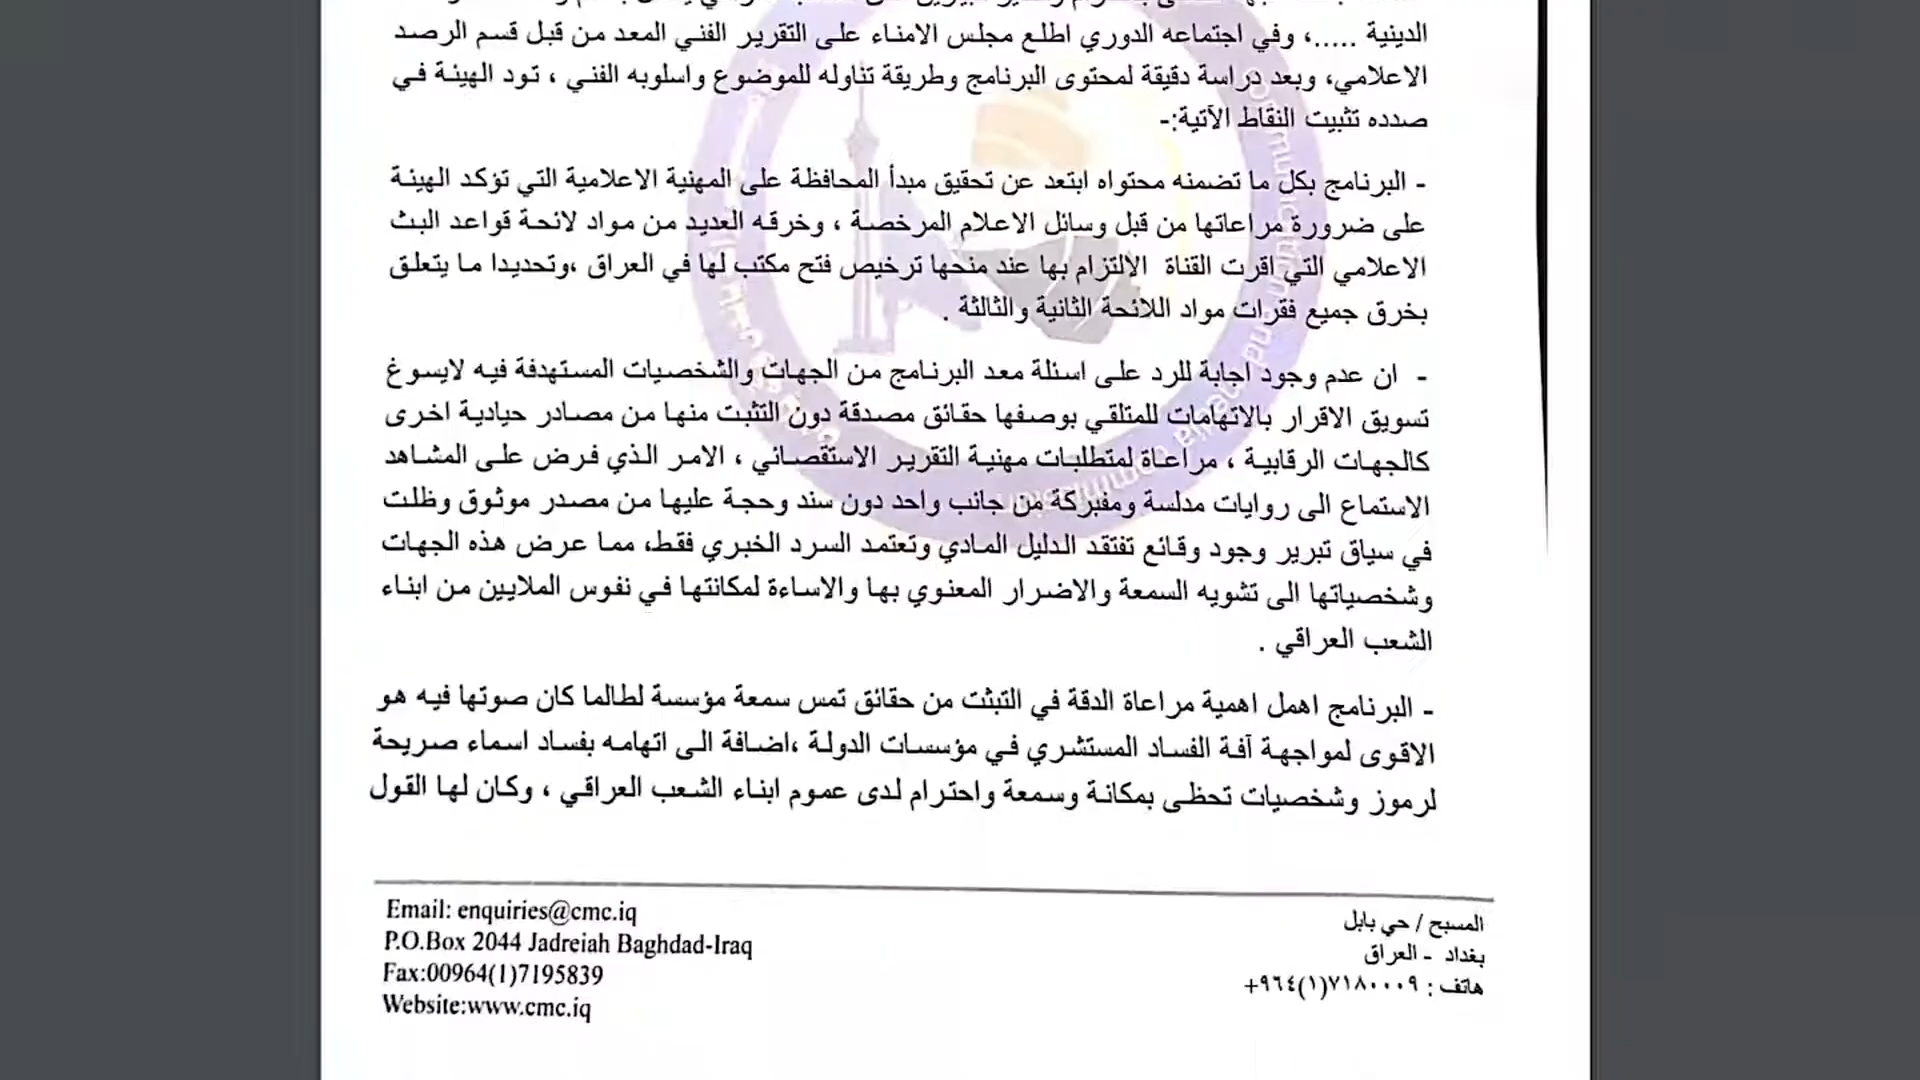 الدينية .....، وفي اجتماعه الدوري اطلع مجلس الامناء على التقرير الفني المعد من قبل قسم الرصد
الاعلامي، وبعد دراسة دقيقة لمحتوى البرنامج وطريقة تناوله للموضوع واسلوبه الفني ، تود الهيئة في
صدده تثبيت النقاط الآتية:-
- البرنامج بكل ما تضمنه محتواه ابتعد عن تحقيق مبدأ المحافظة على المهنية الاعلامية التي تؤكد الهيئة
على ضرورة مراعاتها من قبل وسائل الاعلام المرخصة ، وخرقه العديد من مواد لائحة قواعد البث
الاعلامي التي اقرت القناة الالتزام بها عند منحها ترخيص فتح مكتب لها في العراق ،وتحديدا ما يتعلق
بخرق جميع فقرات مواد اللائحة الثانية والثالثة .
- ان عدم وجود اجابة للرد على اسئلة معد البرنامج من الجهات والشخصيات المستهدفة فيه لايسوغ
تسويق الاقرار بالاتهامات للمتلقي بوصفها حقائق مصدقة دون التثبت منها من مصادر حيادية اخرى
كالجهات الرقابية ، مراعاة لمتطلبات مهنية التقرير الاستقصائي ، الامر الذي فرض على المشاهد
الاستماع الى روايات مدلسة ومفبركة من جانب واحد دون سند وحجة عليها من مصدر موثوق وظلت
في سياق تبرير وجود وقائع تفتقد الدليل المادي وتعتمد السرد الخبري فقط، مما عرض هذه الجهات
وشخصياتها الى تشويه السمعة والاضرار المعنوي بها والاساءة لمكانتها في نفوس الملايين من ابناء
الشعب العراقي .
- البرنامج اهمل اهمية مراعاة الدقة في التبثت من حقائق تمس سمعة مؤسسة لطالما كان صوتها فيه هو
الاقوى لمواجهة آفة الفساد المستشري في مؤسسات الدولة ،اضافة الى اتهامه بفساد اسماء صريحة
لرموز وشخصيات تحظى بمكانة وسمعة واحترام لدى عموم ابناء الشعب العراقي ، وكان لها القول
المسبح / حي بابل
بغداد - العراق
هاتف : ٧١٨٠٠٠٩(١)٩٦٤+
Email: enquiries@cmc.iq
P.O.Box 2044 Jadreiah Baghdad-Iraq
Fax:00964(1)7195839
Website:www.cmc.iq